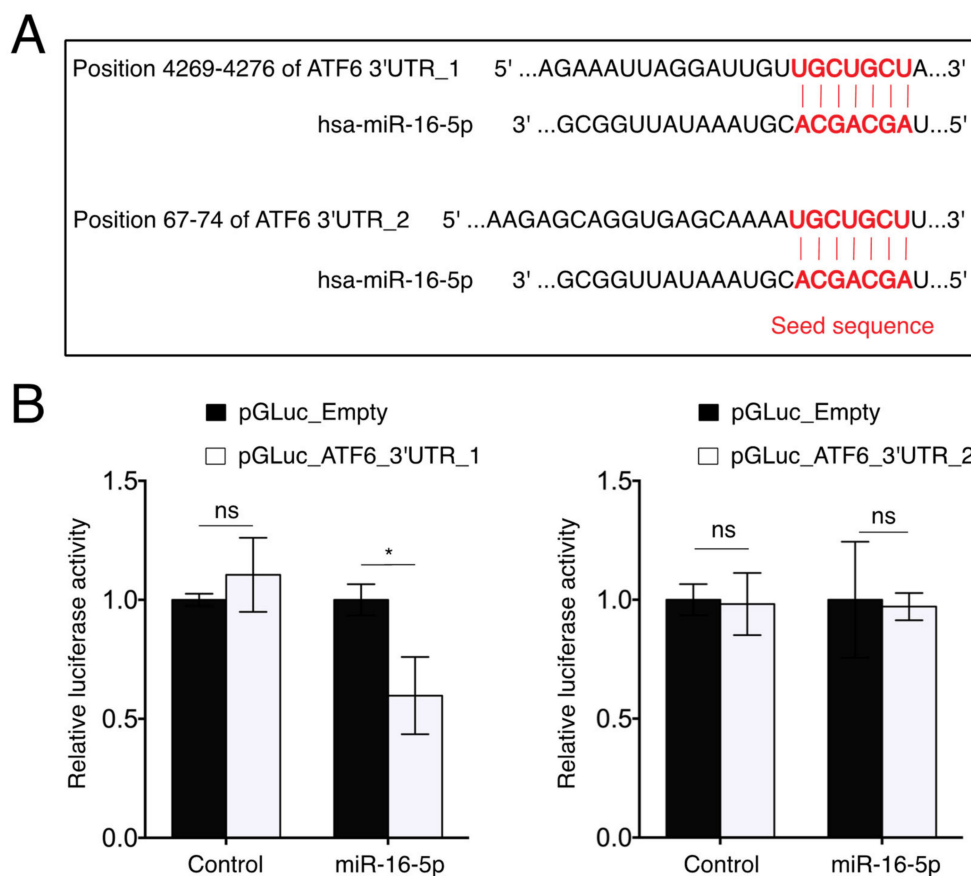 A
Position 4269-4276 of ATF6 3'UTR_1 5' ...AGAAAUUAGGAUUGUUGCUGCUA...3'
hsa-miR-16-5p 3' ...GCGGUUAUAAAUGCACGACGAU...5'
Position 67-74 of ATF6 3'UTR_2 5' ...AAGAGCAGGUGAGCAAAAUGCUGCUU...3'
hsa-miR-16-5p 3' ...GCGGUUAUAAAUGCACGACGAU...5'
Seed sequence
B
pGLuc_Empty
pGLuc_ATF6_3'UTR_1
Relative luciferase activity
1.5
1.0
0.5
0.0
ns
*
Control
miR-16-5p
pGLuc_Empty
pGLuc_ATF6_3'UTR_2
Relative luciferase activity
1.5
1.0
0.5
0.0
ns
ns
Control
miR-16-5p